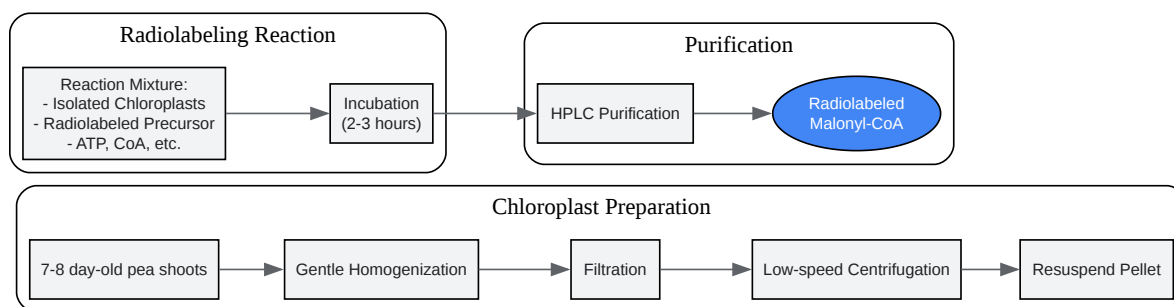 Radiolabeling Reaction
Reaction Mixture:
- Isolated Chloroplasts
- Radiolabeled Precursor
- ATP, CoA, etc.
Incubation
(2-3 hours)
Purification
HPLC Purification
Radiolabeled
Malonyl-CoA
Chloroplast Preparation
7-8 day-old pea shoots
Gentle Homogenization
Filtration
Low-speed Centrifugation
Resuspend Pellet